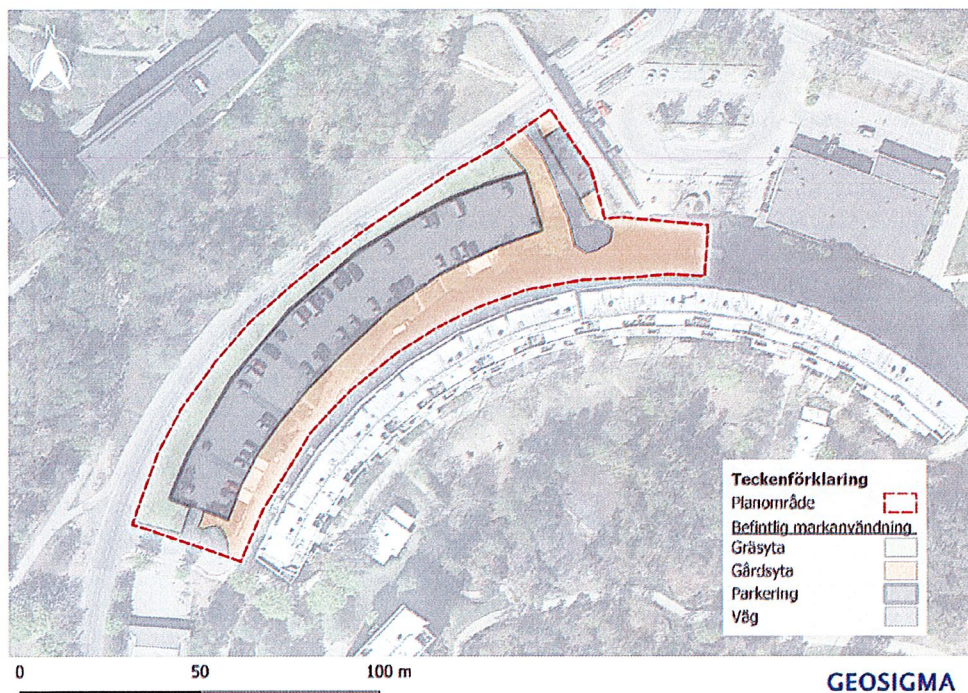 N
Teckenförklaring
Planområde
Befintlig markanvändning
Gräsyta
Gårdsyta
Parkering
Väg
0 50 100 m
GEOSIGMA